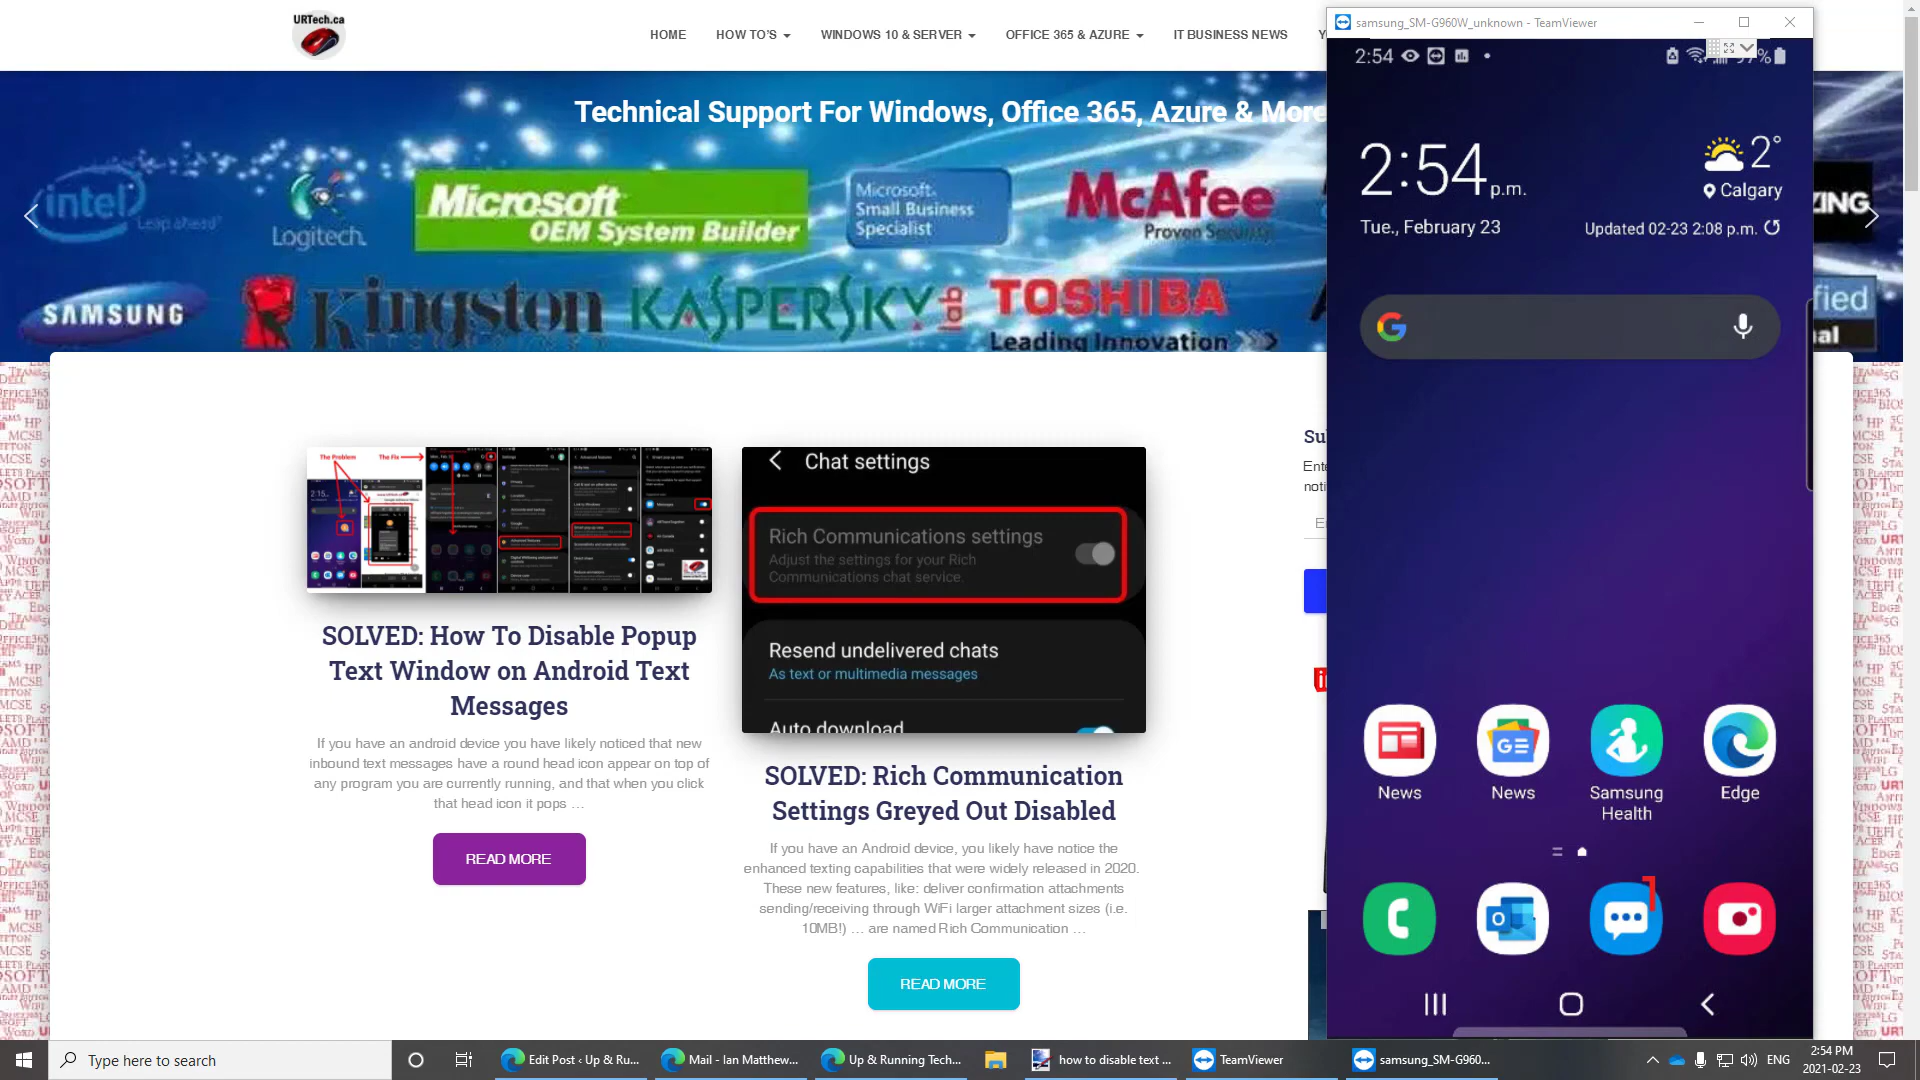 URTech.ca
HOME
HOW TO'S
WINDOWS 10 & SERVER
OFFICE 365 & AZURE
IT BUSINESS NEWS
Technical Support For Windows, Office 365, Azure & More
intel
Leap ahead
Logitech
Microsoft
OEM System Builder
Microsoft
Small Business
Specialist
McAfee
Proven Security
SAMSUNG
Kingston
KASPERSKY lab
TOSHIBA
Leading Innovation
The Problem
The Fix
Chat settings
Rich Communications settings
Adjust the settings for your Rich
Communications chat service.
Resend undelivered chats
As text or multimedia messages
Auto download
SOLVED: How To Disable Popup
Text Window on Android Text
Messages
If you have an android device you have likely noticed that new
inbound text messages have a round head icon appear on top of
any program you are currently running, and that when you click
that head icon it pops …
READ MORE
SOLVED: Rich Communication
Settings Greyed Out Disabled
If you have an Android device, you likely have notice the
enhanced texting capabilities that were widely released in 2020.
These new features, like: deliver confirmation attachments
sending/receiving through WiFi larger attachment sizes (i.e.
10MB!) … are named Rich Communication …
READ MORE
samsung_SM-G960W_unknown - TeamViewer
2:54
2:54 p.m.
Tue., February 23
2°
Calgary
Updated 02-23 2:08 p.m.
News
News
Samsung
Health
Edge
1
Type here to search
Edit Post ‹ Up & Ru...
Mail - Ian Matthew...
Up & Running Tech...
how to disable text ...
TeamViewer
samsung_SM-G960...
ENG
2:54 PM
2021-02-23